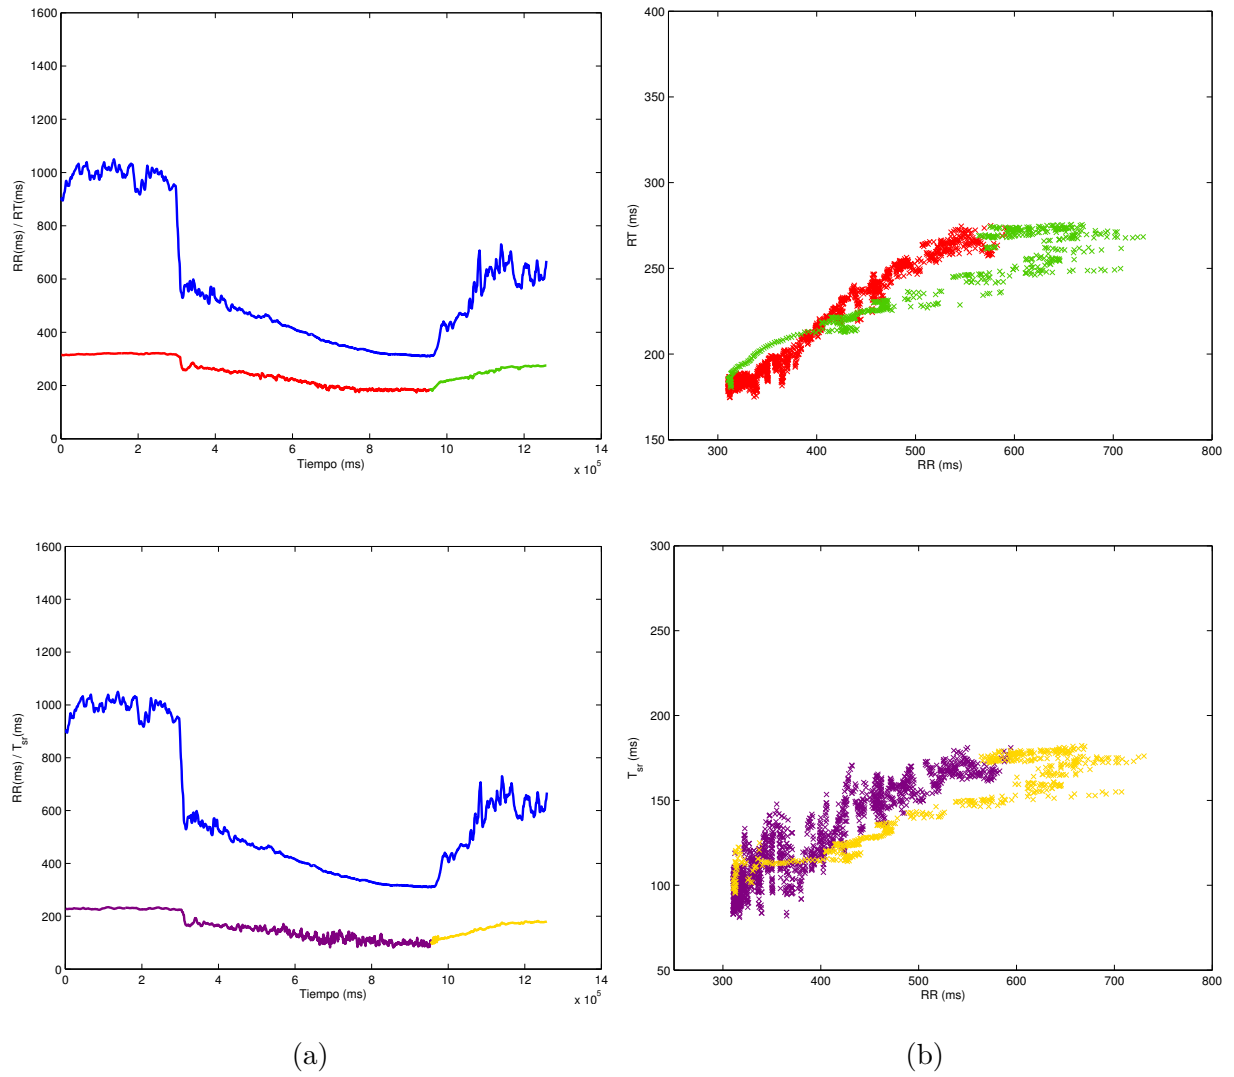 1600
1400
1200
1000
800
600
400
200
0
RR(ms) / RT(ms)
0 2 4 6 8 10 12 14
Tiempo (ms)
x 10^5
400
350
300
250
200
150
RT (ms)
300 400 500 600 700 800
RR (ms)
1600
1400
1200
1000
800
600
400
200
0
RR(ms) / T_sr(ms)
0 2 4 6 8 10 12 14
Tiempo (ms)
x 10^5
300
250
200
150
100
50
T_sr (ms)
300 400 500 600 700 800
RR (ms)
(a) (b)